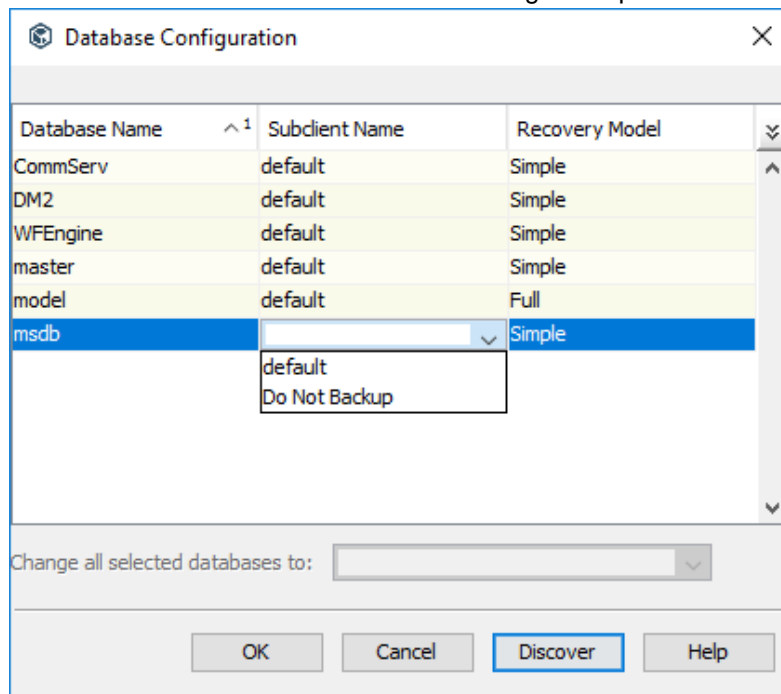 Database Configuration
Database Name 1 Subclient Name Recovery Model
CommServ default Simple
DM2 default Simple
WFEngine default Simple
master default Simple
model default Full
msdb Simple
default
Do Not Backup
Change all selected databases to:
OK Cancel Discover Help